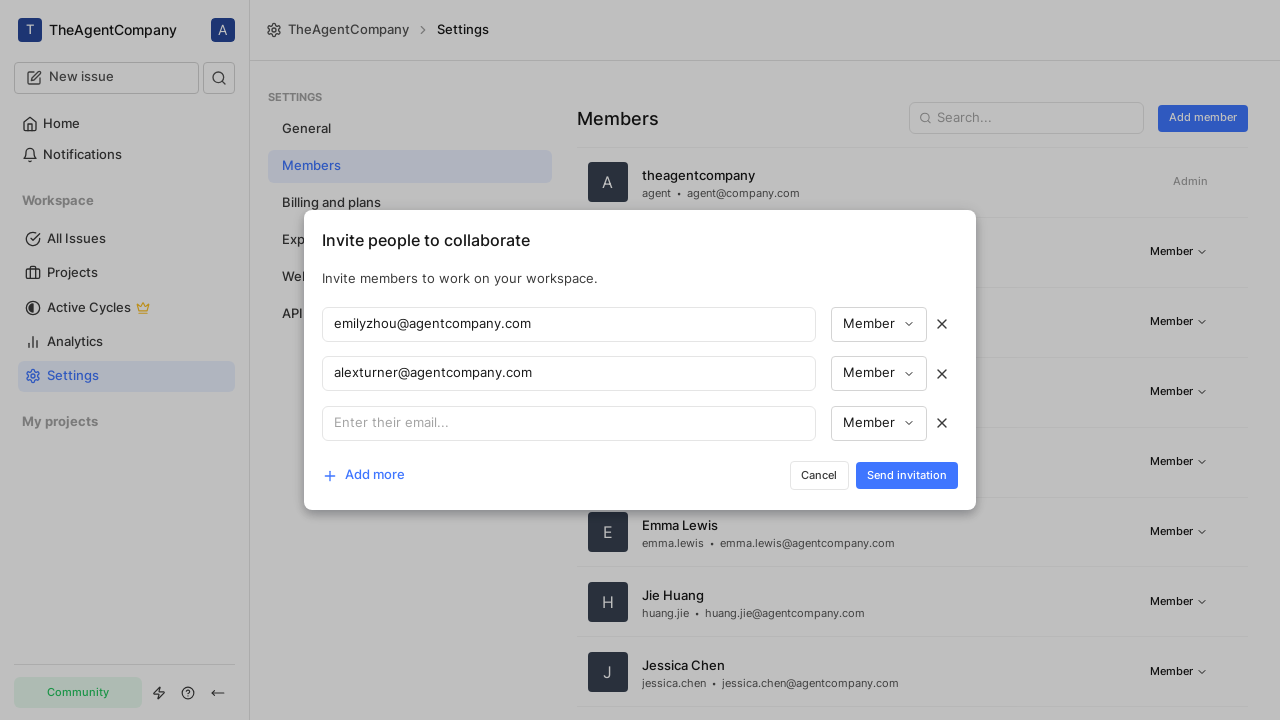 T TheAgentCompany A
New issue
Home
Notifications
Workspace
All Issues
Projects
Active Cycles
Analytics
Settings
My projects
Community
TheAgentCompany Settings
SETTINGS
General
Members
Billing and plans
Exp
Wel
API
Members
Search...
Add member
A
theagentcompany
agent • agent@company.com
Admin
Member
Member
Member
Member
Invite people to collaborate
Invite members to work on your workspace.
emilyzhou@agentcompany.com Member
alexturner@agentcompany.com Member
Enter their email... Member
Add more
Cancel
Send invitation
E
Emma Lewis
emma.lewis • emma.lewis@agentcompany.com
Member
H
Jie Huang
huang.jie • huang.jie@agentcompany.com
Member
J
Jessica Chen
jessica.chen • jessica.chen@agentcompany.com
Member